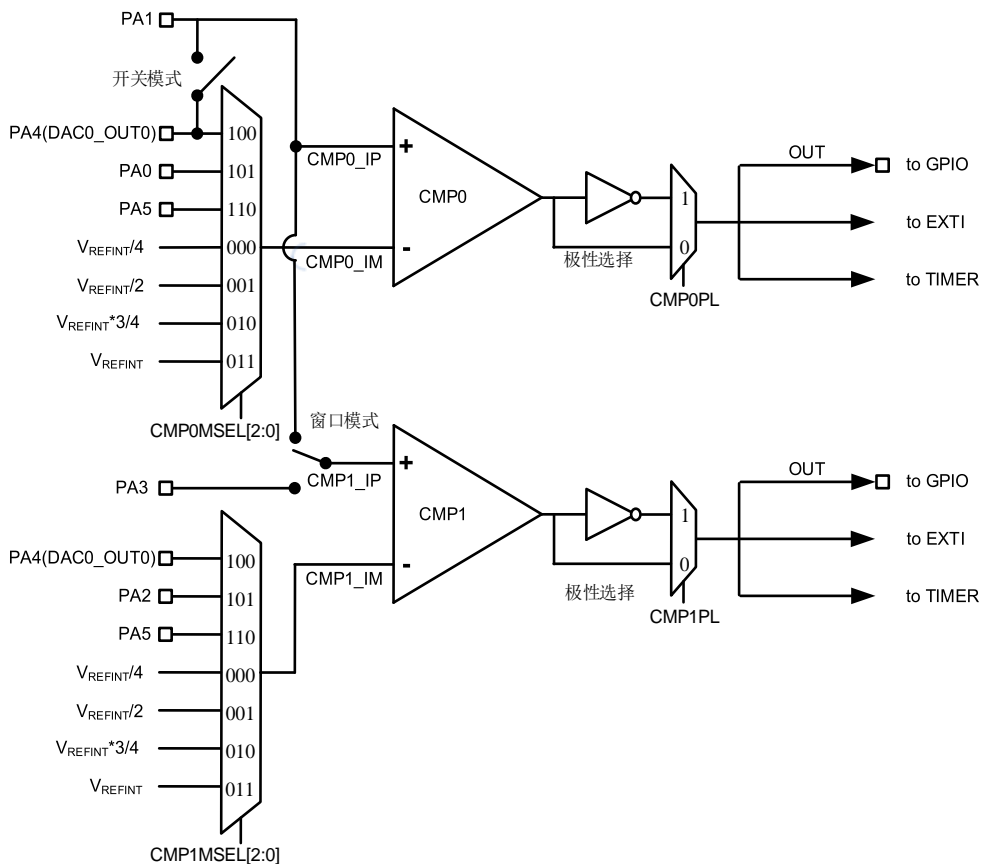 PA1
开关模式
PA4(DAC0_OUT0)
100
PA0
101
PA5
110
VREFINT/4
000
VREFINT/2
001
VREFINT*3/4
010
VREFINT
011
CMP0MSEL[2:0]
CMP0_IP
CMP0_IM
+
-
CMP0
1
0
极性选择
CMP0PL
OUT
to GPIO
to EXTI
to TIMER
窗口模式
PA3
CMP1_IP
CMP1_IM
+
-
CMP1
PA4(DAC0_OUT0)
100
PA2
101
PA5
110
VREFINT/4
000
VREFINT/2
001
VREFINT*3/4
010
VREFINT
011
CMP1MSEL[2:0]
1
0
极性选择
CMP1PL
OUT
to GPIO
to EXTI
to TIMER